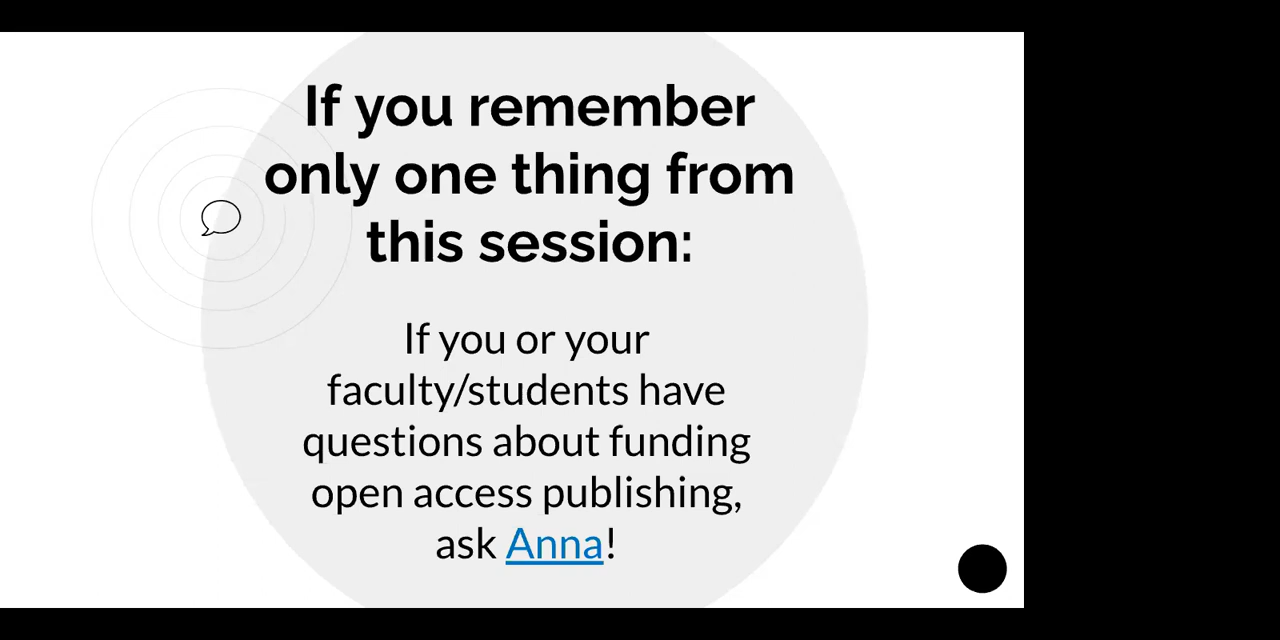 If you remember
only one thing from
this session:
If you or your
faculty/students have
questions about funding
open access publishing,
ask Anna!